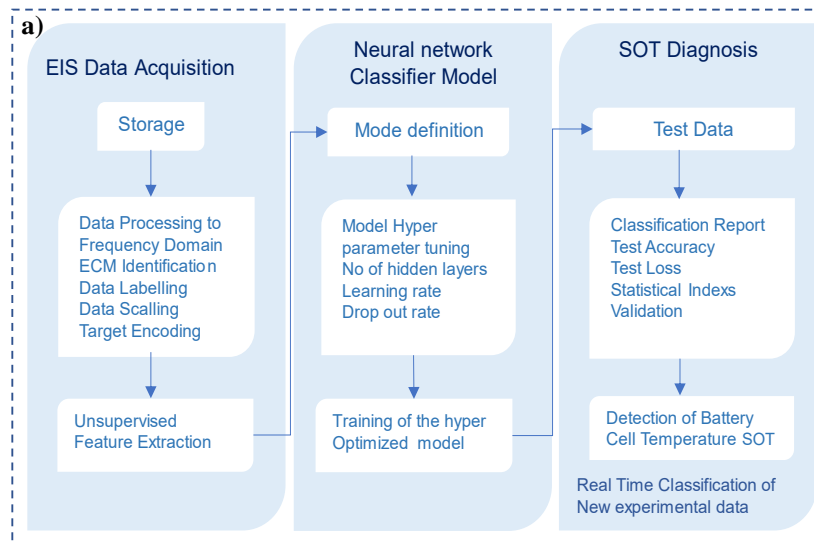 a)
EIS Data Acquisition
Storage
Data Processing to
Frequency Domain
ECM Identification
Data Labelling
Data Scalling
Target Encoding
Unsupervised
Feature Extraction
Neural network
Classifier Model
Mode definition
Model Hyper
parameter tuning
No of hidden layers
Learning rate
Drop out rate
Training of the hyper
Optimized model
SOT Diagnosis
Test Data
Classification Report
Test Accuracy
Test Loss
Statistical Indexs
Validation
Detection of Battery
Cell Temperature SOT
Real Time Classification of
New experimental data